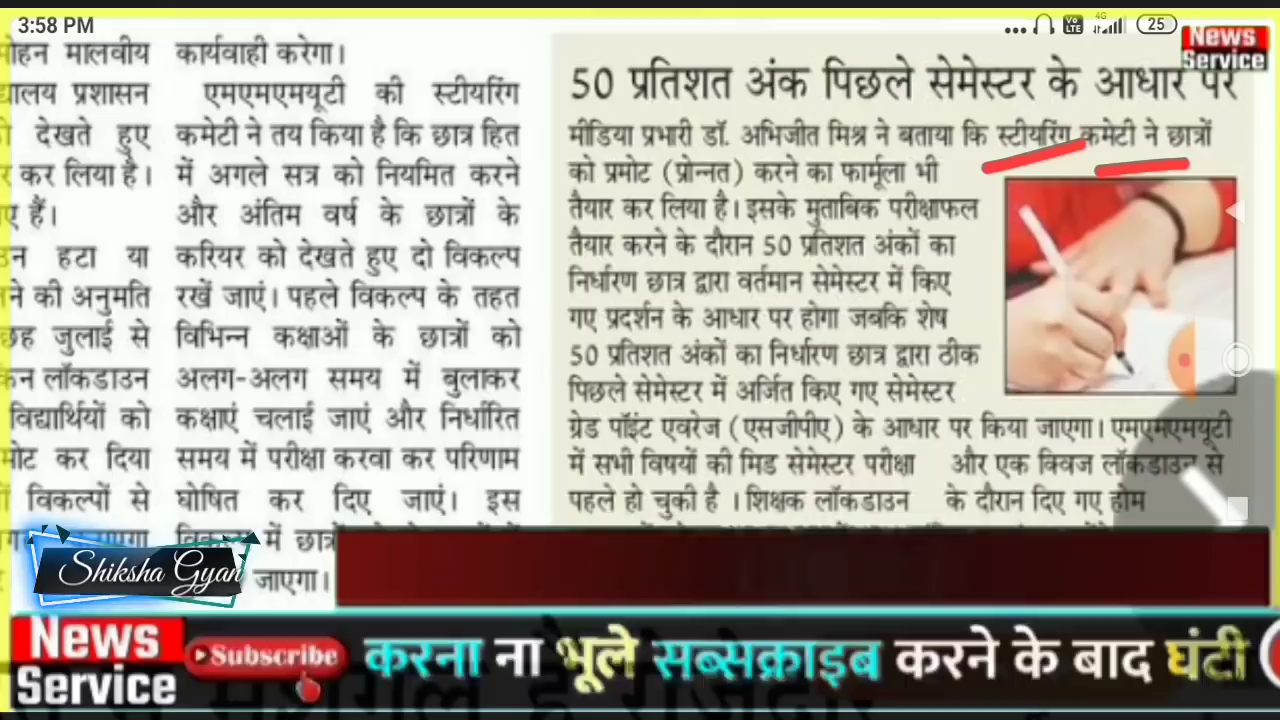 3:58 PM
4G
Vo LTE
25
News
Service
मोहन मालवीय
प्रशासन
देखते हुए
कर लिया है।
हैं।
हटा या
की अनुमति
छह जुलाई से
लॉकडाउन
विद्यार्थियों को
कर दिया
विकल्पों से
कार्यवाही करेगा।
एमएमएमयूटी की स्टीयरिंग
कमेटी ने तय किया है कि छात्र हित
में अगले सत्र को नियमित करने
और अंतिम वर्ष के छात्रों के
करियर को देखते हुए दो विकल्प
रखें जाएं। पहले विकल्प के तहत
विभिन्न कक्षाओं के छात्रों को
अलग-अलग समय में बुलाकर
कक्षाएं चलाई जाएं और निर्धारित
समय में परीक्षा करवा कर परिणाम
घोषित कर दिए जाएं। इस
में
जाएगा।
50 प्रतिशत अंक पिछले सेमेस्टर के आधार पर
मीडिया प्रभारी डॉ. अभिजीत मिश्र ने बताया कि स्टीयरिंग कमेटी ने छात्रों
को प्रमोट (प्रोन्नत) करने का फार्मूला भी
तैयार कर लिया है। इसके मुताबिक परीक्षाफल
तैयार करने के दौरान 50 प्रतिशत अंकों का
निर्धारण छात्र द्वारा वर्तमान सेमेस्टर में किए
गए प्रदर्शन के आधार पर होगा जबकि शेष
50 प्रतिशत अंकों का निर्धारण छात्र द्वारा ठीक
पिछले सेमेस्टर में अर्जित किए गए सेमेस्टर
ग्रेड पॉइंट एवरेज (एसजीपीए) के आधार पर किया जाएगा। एमएमएमयूटी
में सभी विषयों की मिड सेमेस्टर परीक्षा और एक क्विज लॉकडाउन से
पहले हो चुकी है । शिक्षक लॉकडाउन के दौरान दिए गए होम
Shiksha Gyan
News
Service
Subscribe
करना ना भूले सब्सक्राइब करने के बाद घंटी